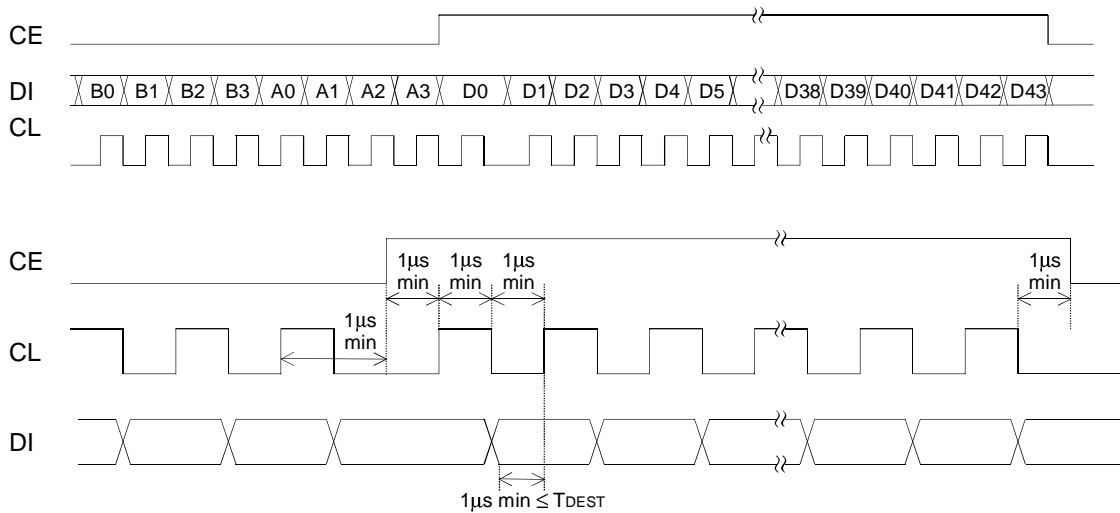 CE
DI B0 B1 B2 B3 A0 A1 A2 A3 D0 D1 D2 D3 D4 D5 D38 D39 D40 D41 D42 D43
CL
CE
1μs min 1μs min 1μs min 1μs min
1μs min
CL
DI
1μs min ≤ TDEST